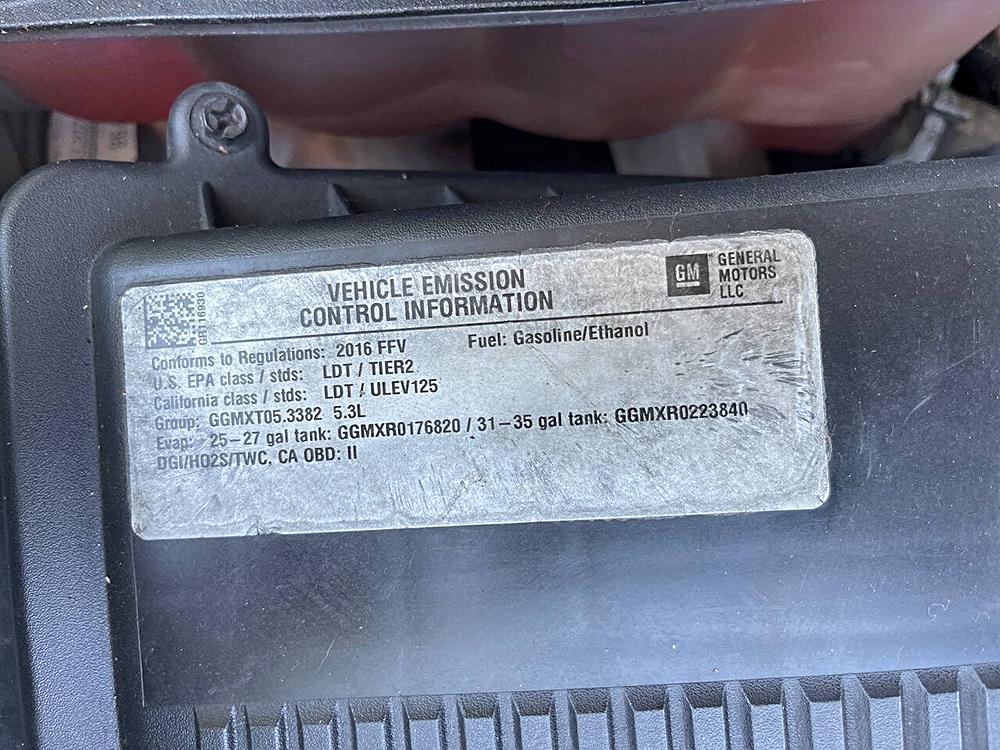 VEHICLE EMISSION
CONTROL INFORMATION
GM
GENERAL
MOTORS
LLC
Conforms to Regulations: 2016 FFV
Fuel: Gasoline/Ethanol
U.S. EPA class / stds: LDT / TIER2
California class / stds: LDT / ULEV125
Group: GGMXT05.3382 5.3L
Evap: 25–27 gal tank: GGMXR0176820 / 31–35 gal tank: GGMXR0223840
DGI/HO2S/TWC, CA OBD: II